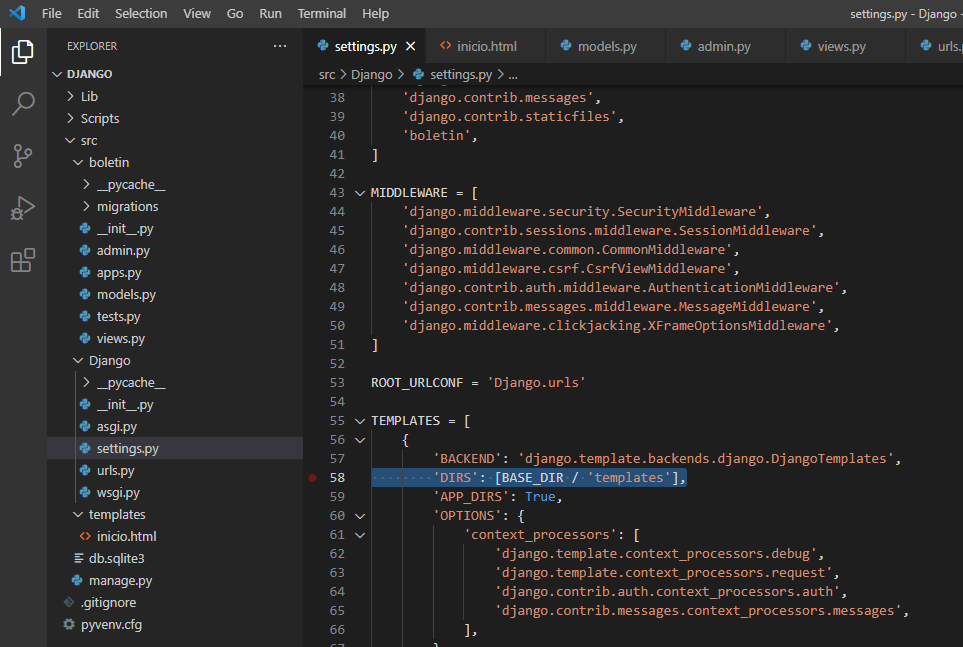 File Edit Selection View Go Run Terminal Help settings.py - Django -
EXPLORER ...
settings.py inicio.html models.py admin.py views.py urls.
DJANGO
src > Django > settings.py > ...
Lib
Scripts
src
boletin
__pycache__
migrations
__init__.py
admin.py
apps.py
models.py
tests.py
views.py
Django
__pycache__
__init__.py
asgi.py
settings.py
urls.py
wsgi.py
templates
inicio.html
db.sqlite3
manage.py
.gitignore
pyvenv.cfg
38 'django.contrib.messages',
39 'django.contrib.staticfiles',
40 'boletin',
41 ]
42
43 MIDDLEWARE = [
44 'django.middleware.security.SecurityMiddleware',
45 'django.contrib.sessions.middleware.SessionMiddleware',
46 'django.middleware.common.CommonMiddleware',
47 'django.middleware.csrf.CsrfViewMiddleware',
48 'django.contrib.auth.middleware.AuthenticationMiddleware',
49 'django.contrib.messages.middleware.MessageMiddleware',
50 'django.middleware.clickjacking.XFrameOptionsMiddleware',
51 ]
52
53 ROOT_URLCONF = 'Django.urls'
54
55 TEMPLATES = [
56 {
57 'BACKEND': 'django.template.backends.django.DjangoTemplates',
58 'DIRS': [BASE_DIR / 'templates'],
59 'APP_DIRS': True,
60 'OPTIONS': {
61 'context_processors': [
62 'django.template.context_processors.debug',
63 'django.template.context_processors.request',
64 'django.contrib.auth.context_processors.auth',
65 'django.contrib.messages.context_processors.messages',
66 ],